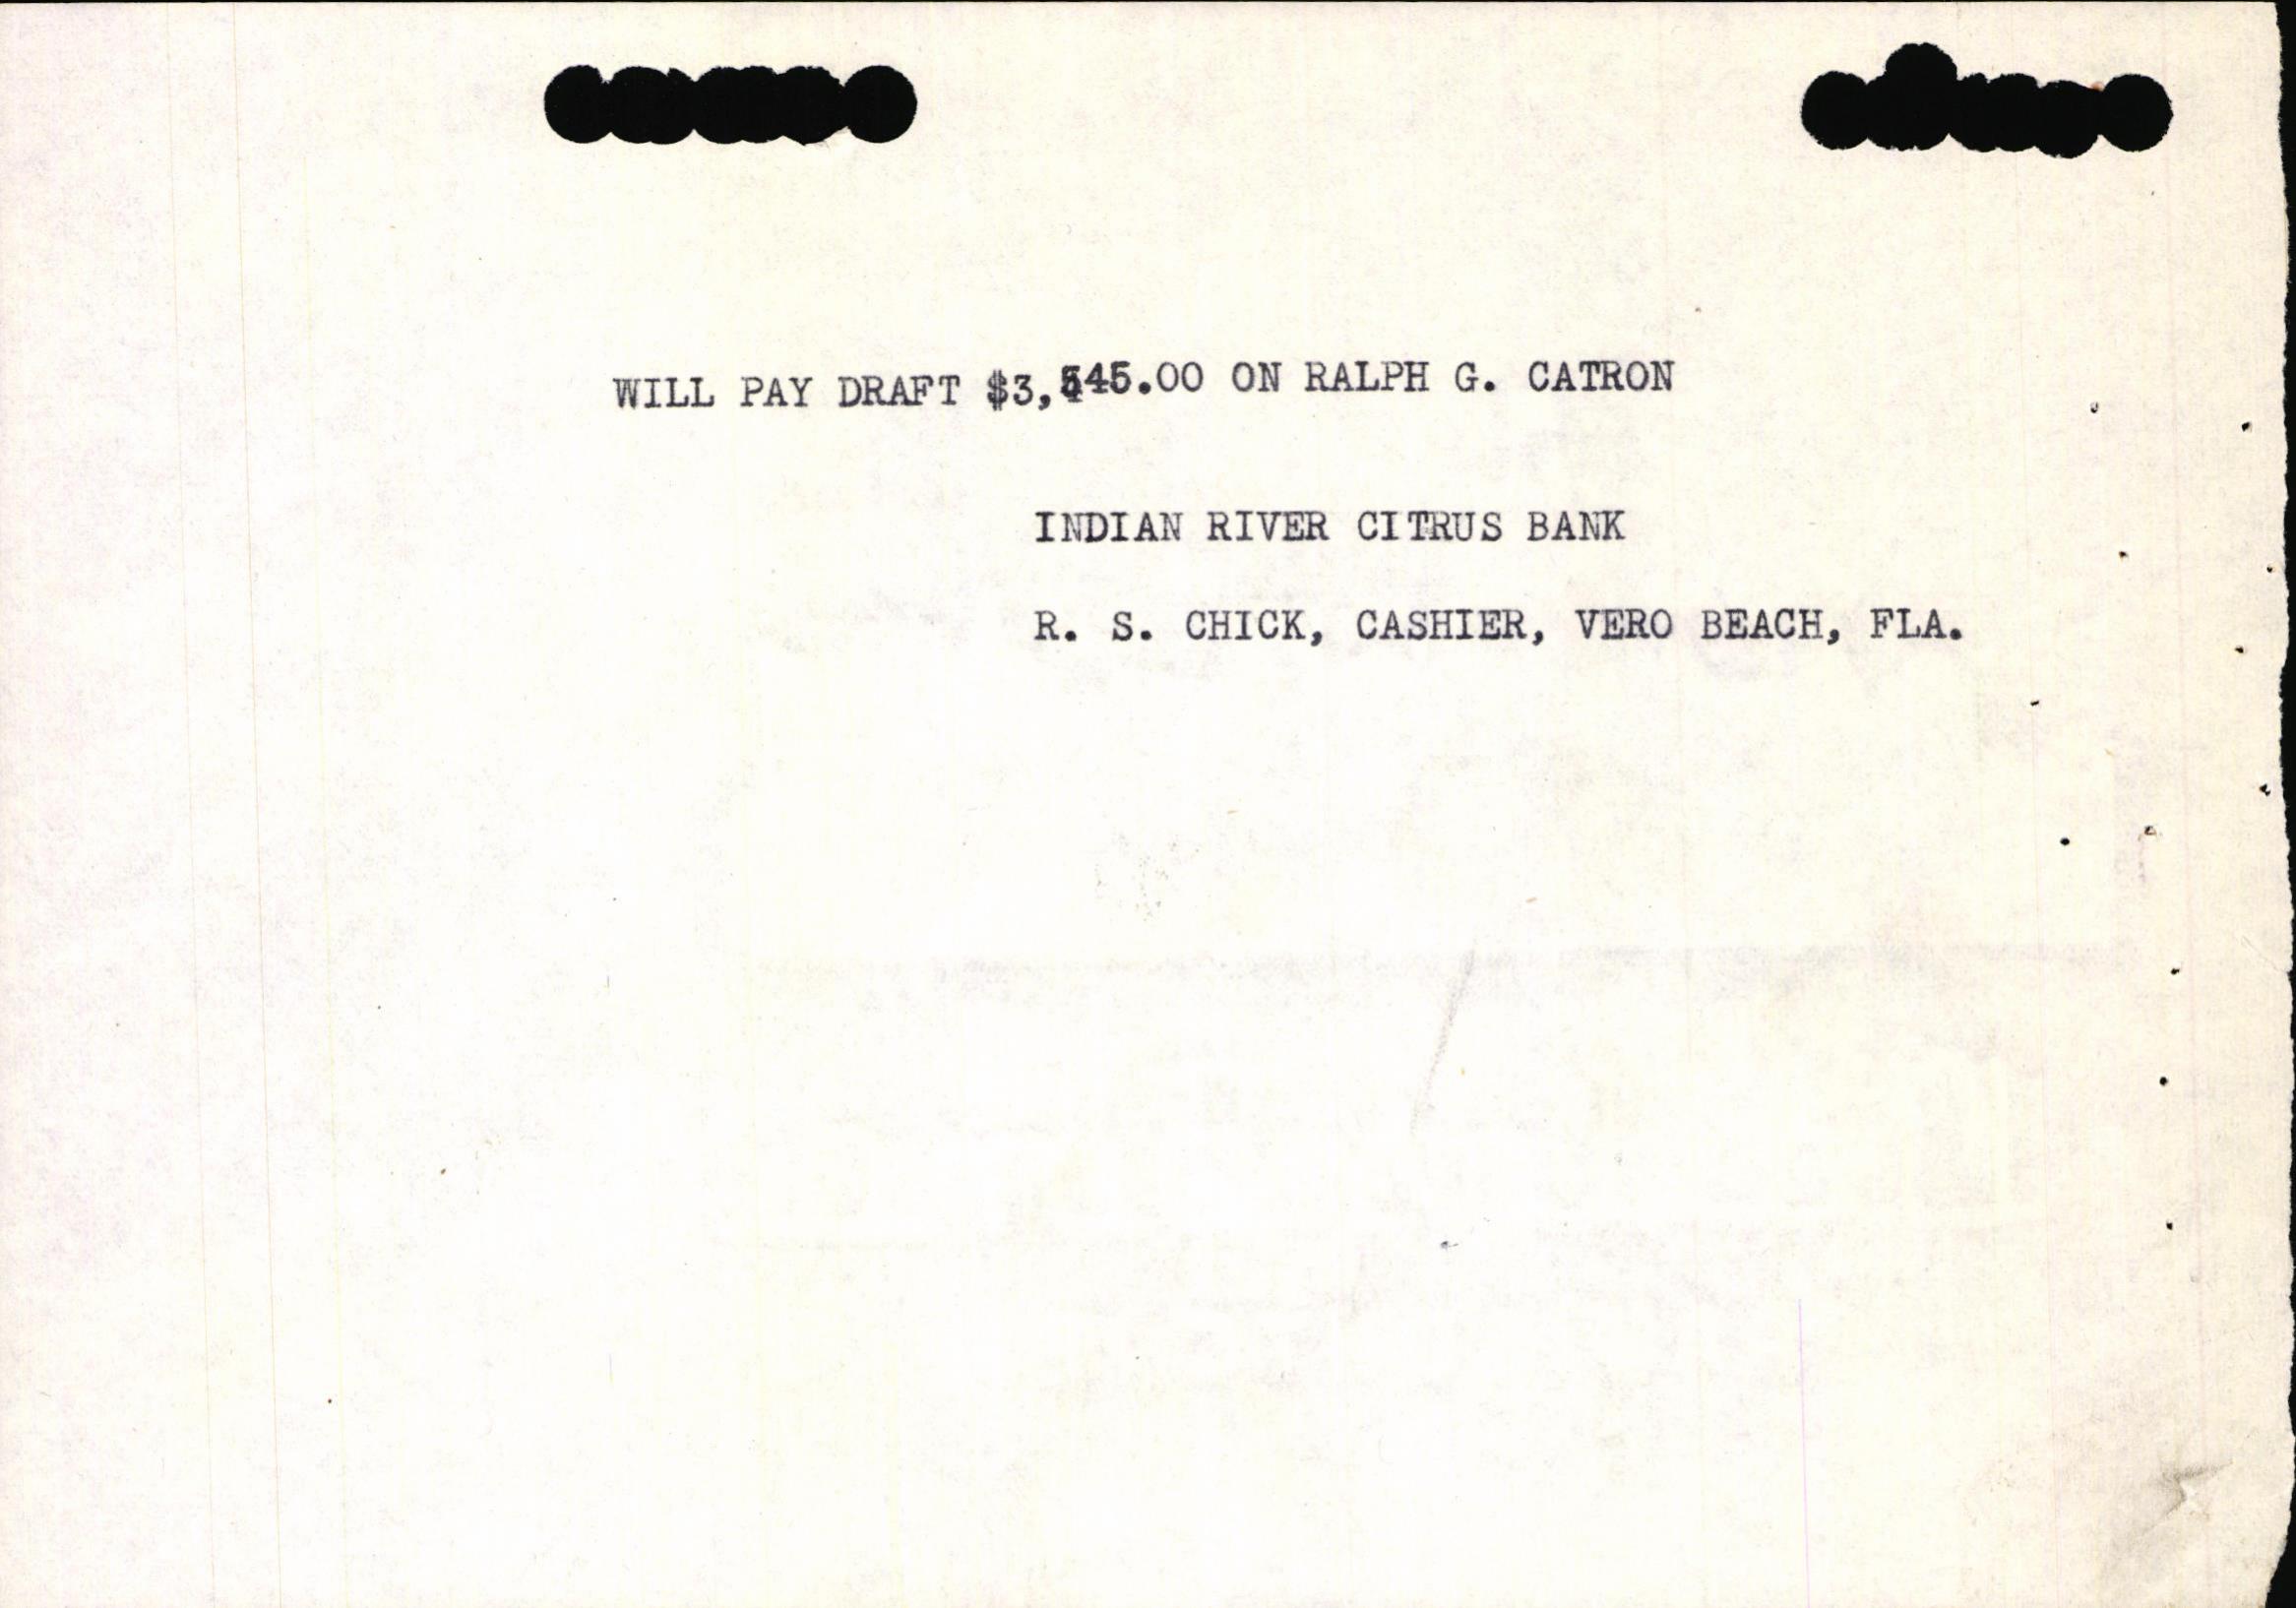 WILL PAY DRAFT $3,545.00 ON RALPH G. CATRON
INDIAN RIVER CITRUS BANK
R. S. CHICK, CASHIER, VERO BEACH, FLA.